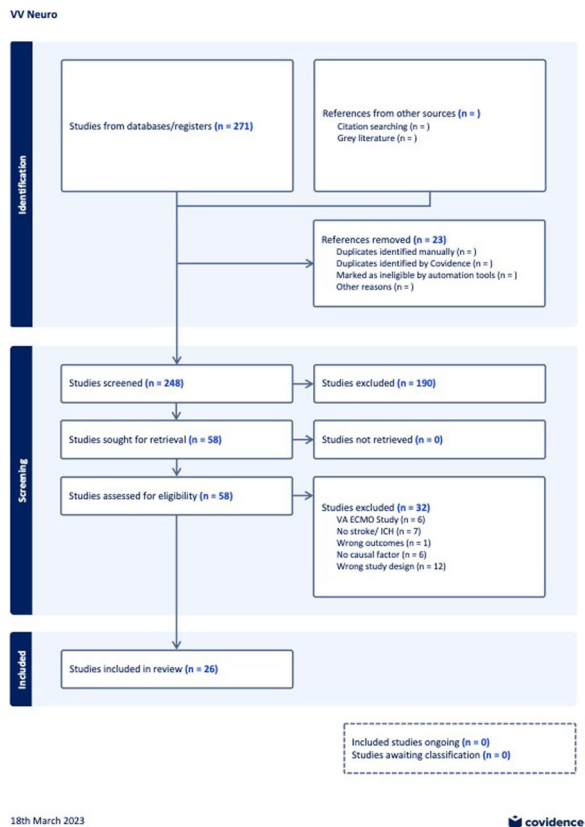 VV Neuro
Identification
Studies from databases/registers (n = 271)
References from other sources (n = )
Citation searching (n = )
Grey literature (n = )
References removed (n = 23)
Duplicates identified manually (n = )
Duplicates identified by Covidence (n = )
Marked as ineligible by automation tools (n = )
Other reasons (n = )
Screening
Studies screened (n = 248)
Studies excluded (n = 190)
Studies sought for retrieval (n = 58)
Studies not retrieved (n = 0)
Studies assessed for eligibility (n = 58)
Studies excluded (n = 32)
VA ECMO Study (n = 6)
No stroke/ ICH (n = 7)
Wrong outcomes (n = 1)
No causal factor (n = 6)
Wrong study design (n = 12)
Included
Studies included in review (n = 26)
Included studies ongoing (n = 0)
Studies awaiting classification (n = 0)
18th March 2023
covidence